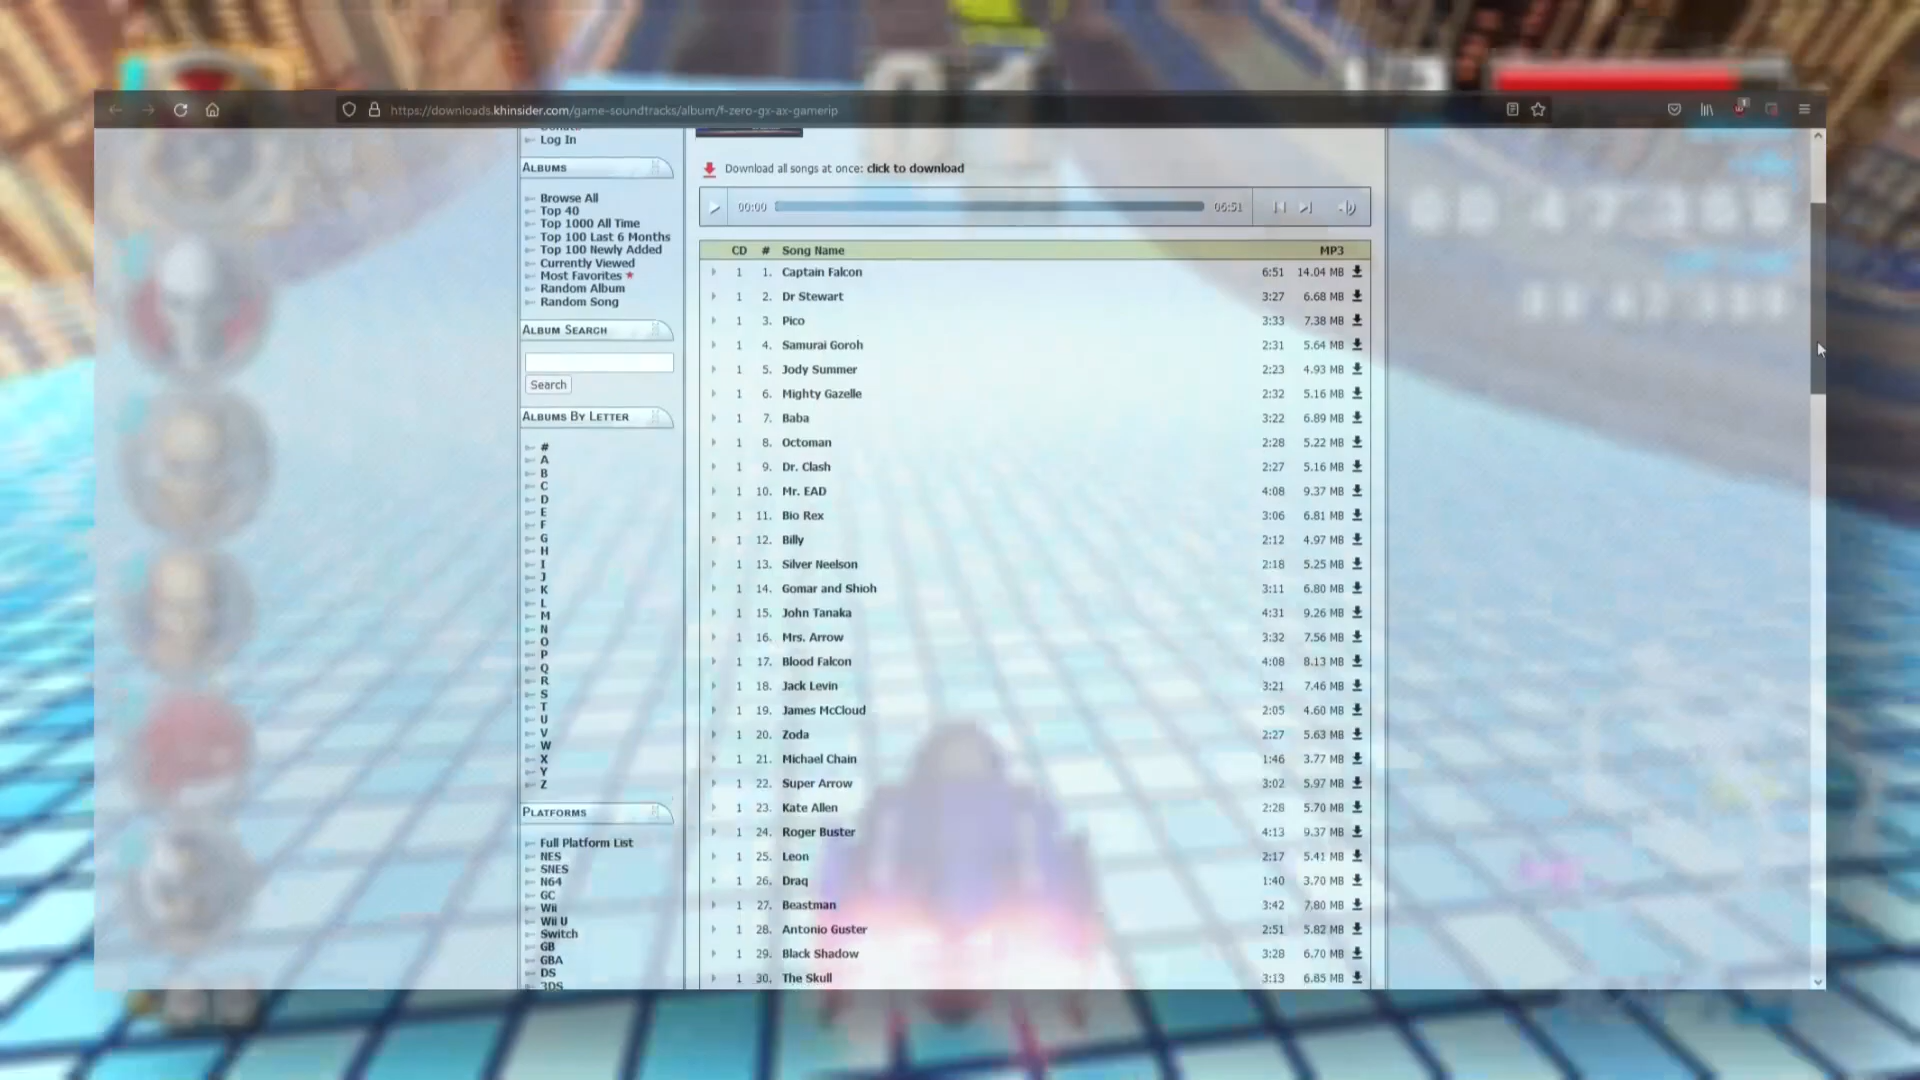 https://downloads.khinsider.com/game-soundtracks/album/f-zero-gx-ax-gamerip
Log In
Albums
Browse All
Top 40
Top 1000 All Time
Top 100 Last 6 Months
Top 100 Newly Added
Currently Viewed
Most Favorites
Random Album
Random Song
Album Search
Search
Albums By Letter
#
A
B
C
D
E
F
G
H
I
J
K
L
M
N
O
P
Q
R
S
T
U
V
W
X
Y
Z
Platforms
Full Platform List
NES
SNES
N64
GC
Wii
Wii U
Switch
GB
GBA
DS
3DS
Download all songs at once: click to download
00:00 06:51
CD # Song Name MP3
1 1. Captain Falcon 6:51 14.04 MB
1 2. Dr Stewart 3:27 6.68 MB
1 3. Pico 3:33 7.38 MB
1 4. Samurai Goroh 2:31 5.64 MB
1 5. Jody Summer 2:23 4.93 MB
1 6. Mighty Gazelle 2:32 5.16 MB
1 7. Baba 3:22 6.89 MB
1 8. Octoman 2:28 5.22 MB
1 9. Dr. Clash 2:27 5.16 MB
1 10. Mr. EAD 4:08 9.37 MB
1 11. Bio Rex 3:06 6.81 MB
1 12. Billy 2:12 4.97 MB
1 13. Silver Neelson 2:18 5.25 MB
1 14. Gomar and Shioh 3:11 6.80 MB
1 15. John Tanaka 4:31 9.26 MB
1 16. Mrs. Arrow 3:32 7.56 MB
1 17. Blood Falcon 4:08 8.13 MB
1 18. Jack Levin 3:21 7.46 MB
1 19. James McCloud 2:05 4.60 MB
1 20. Zoda 2:27 5.63 MB
1 21. Michael Chain 1:46 3.77 MB
1 22. Super Arrow 3:02 5.97 MB
1 23. Kate Allen 2:28 5.70 MB
1 24. Roger Buster 4:13 9.37 MB
1 25. Leon 2:17 5.41 MB
1 26. Draq 1:40 3.70 MB
1 27. Beastman 3:42 7.80 MB
1 28. Antonio Guster 2:51 5.82 MB
1 29. Black Shadow 3:28 6.70 MB
1 30. The Skull 3:13 6.85 MB